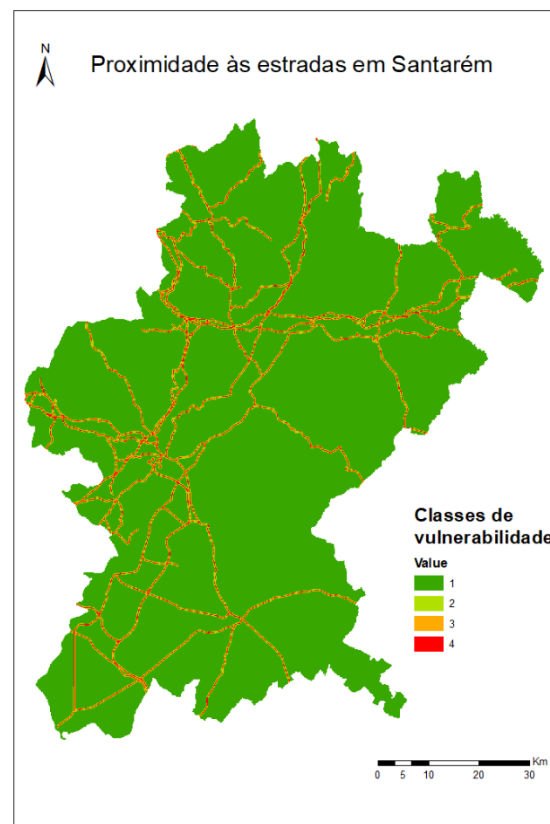 N
Proximidade às estradas em Santarém
Classes de
vulnerabilidade
Value
1
2
3
4
Km
0 5 10 20 30